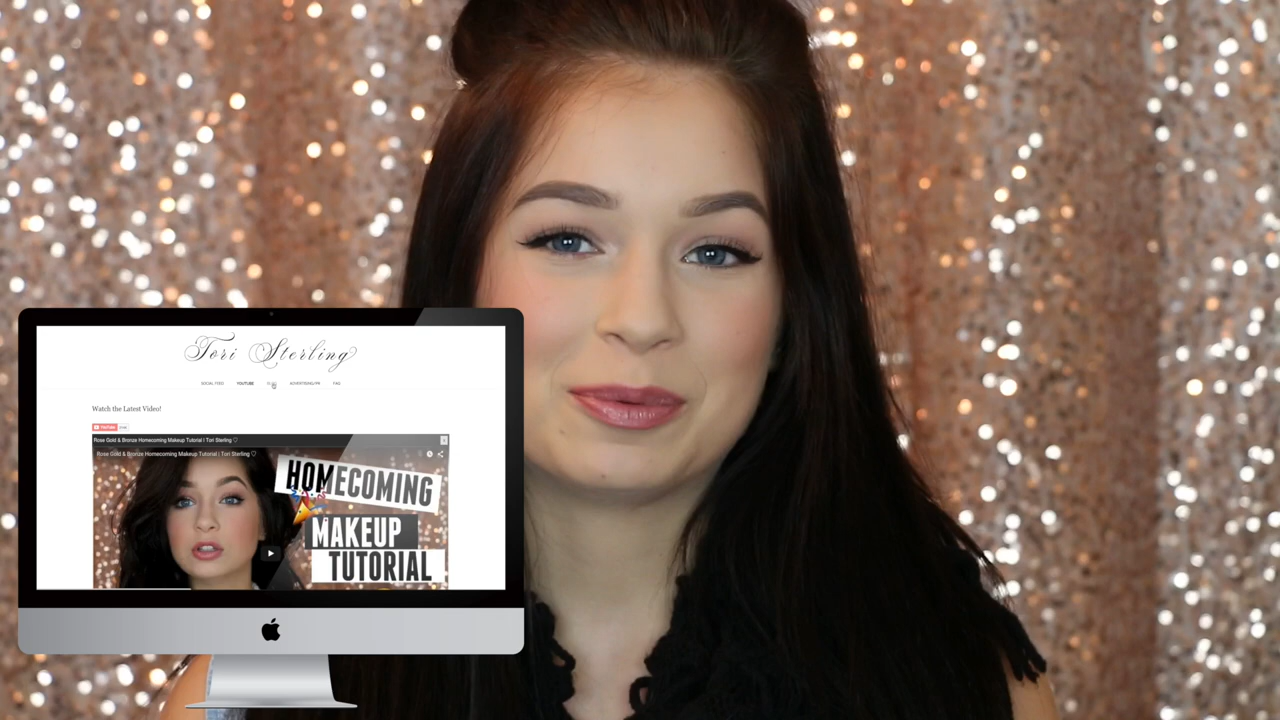 Tori Sterling
SOCIAL FEED YOUTUBE ADVERTISING/PR FAQ
Watch the Latest Video!
YouTube
Rose Gold & Bronze Homecoming Makeup Tutorial | Tori Sterling ♡
Rose Gold & Bronze Homecoming Makeup Tutorial | Tori Sterling ♡
HOMECOMING
MAKEUP
TUTORIAL